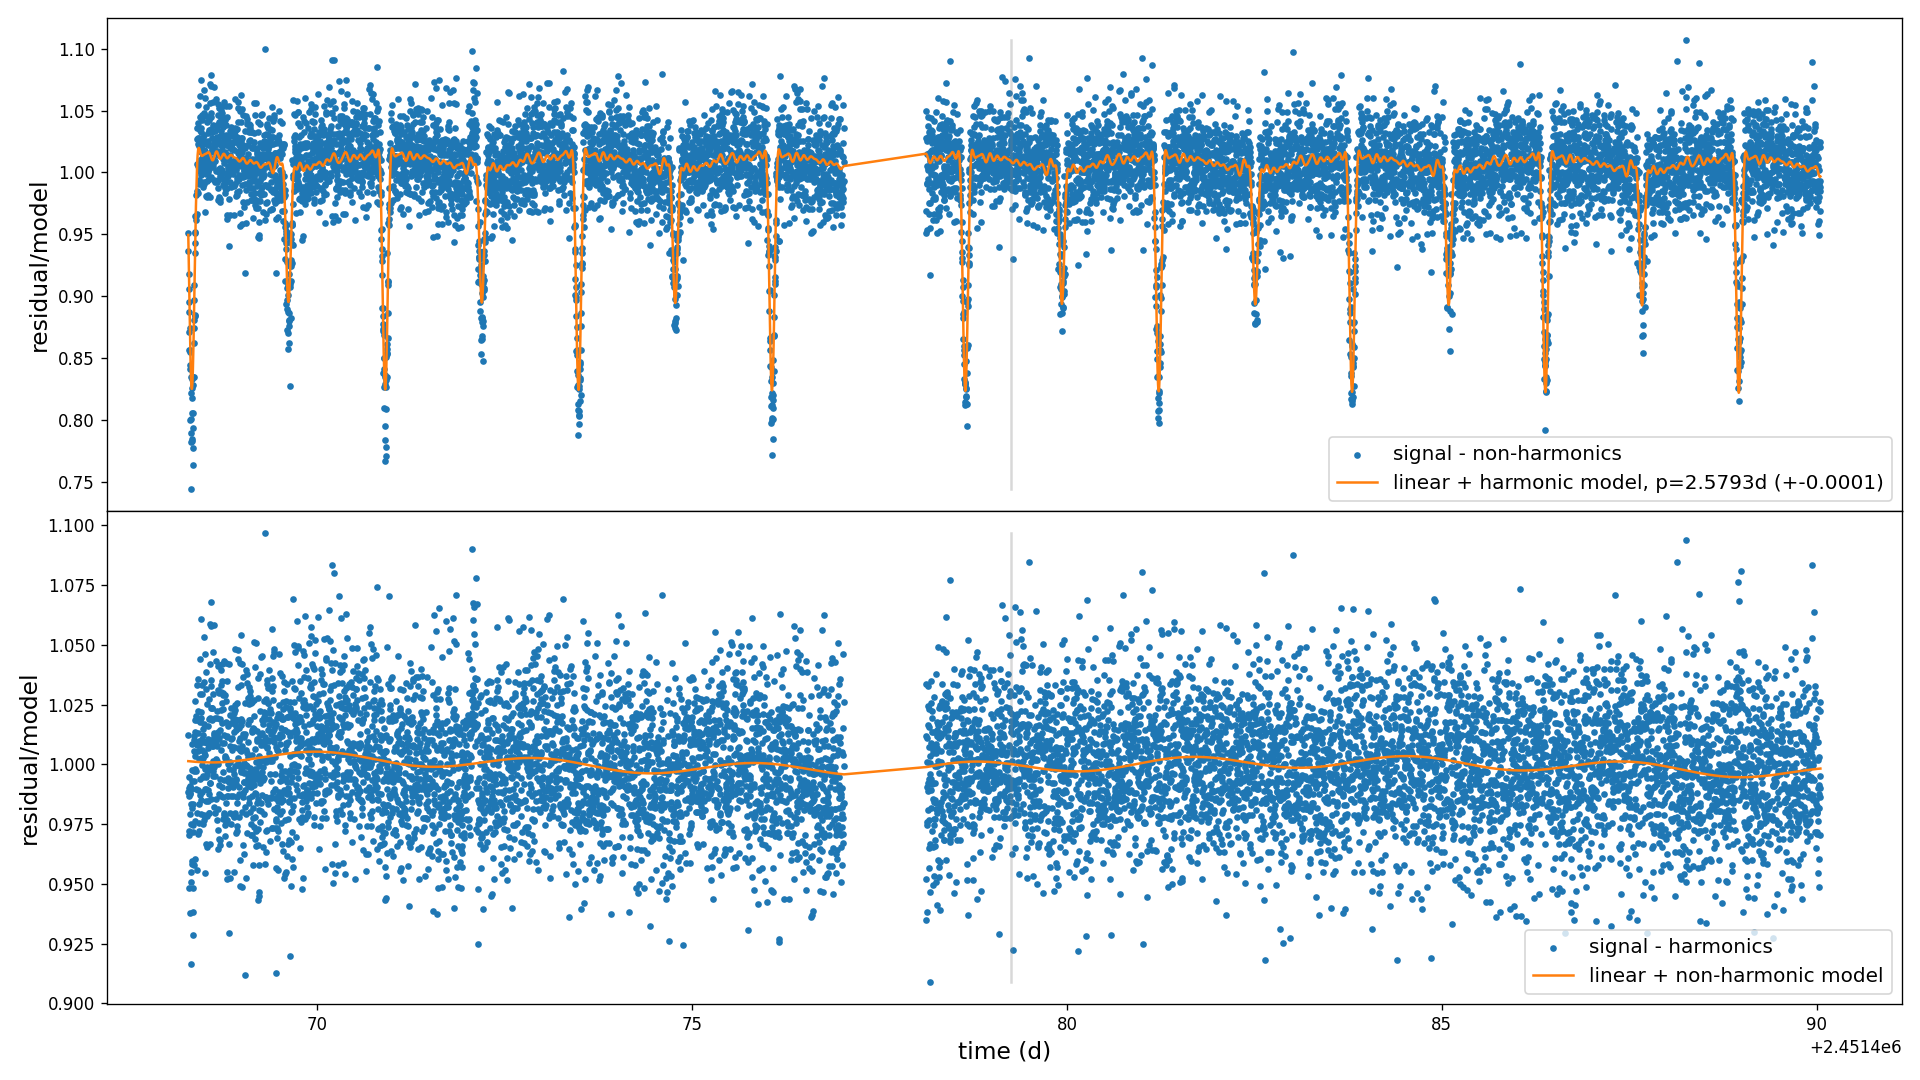 1.10
1.05
1.00
0.95
0.90
0.85
0.80
0.75
residual/model
signal - non-harmonics
linear + harmonic model, p=2.5793d (+-0.0001)
1.100
1.075
1.050
1.025
1.000
0.975
0.950
0.925
0.900
residual/model
signal - harmonics
linear + non-harmonic model
70 75 80 85 90
time (d)
+2.4514e6